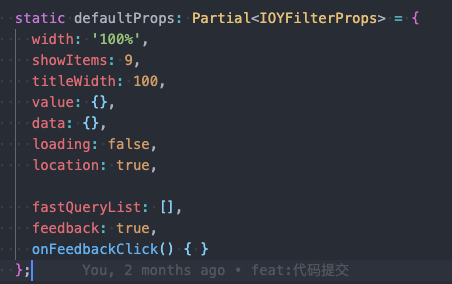 static defaultProps: Partial<IOYFilterProps> = {
width: '100%',
showItems: 9,
titleWidth: 100,
value: {},
data: {},
loading: false,
location: true,
fastQueryList: [],
feedback: true,
onFeedbackClick() { }
}; You, 2 months ago • feat:代码提交